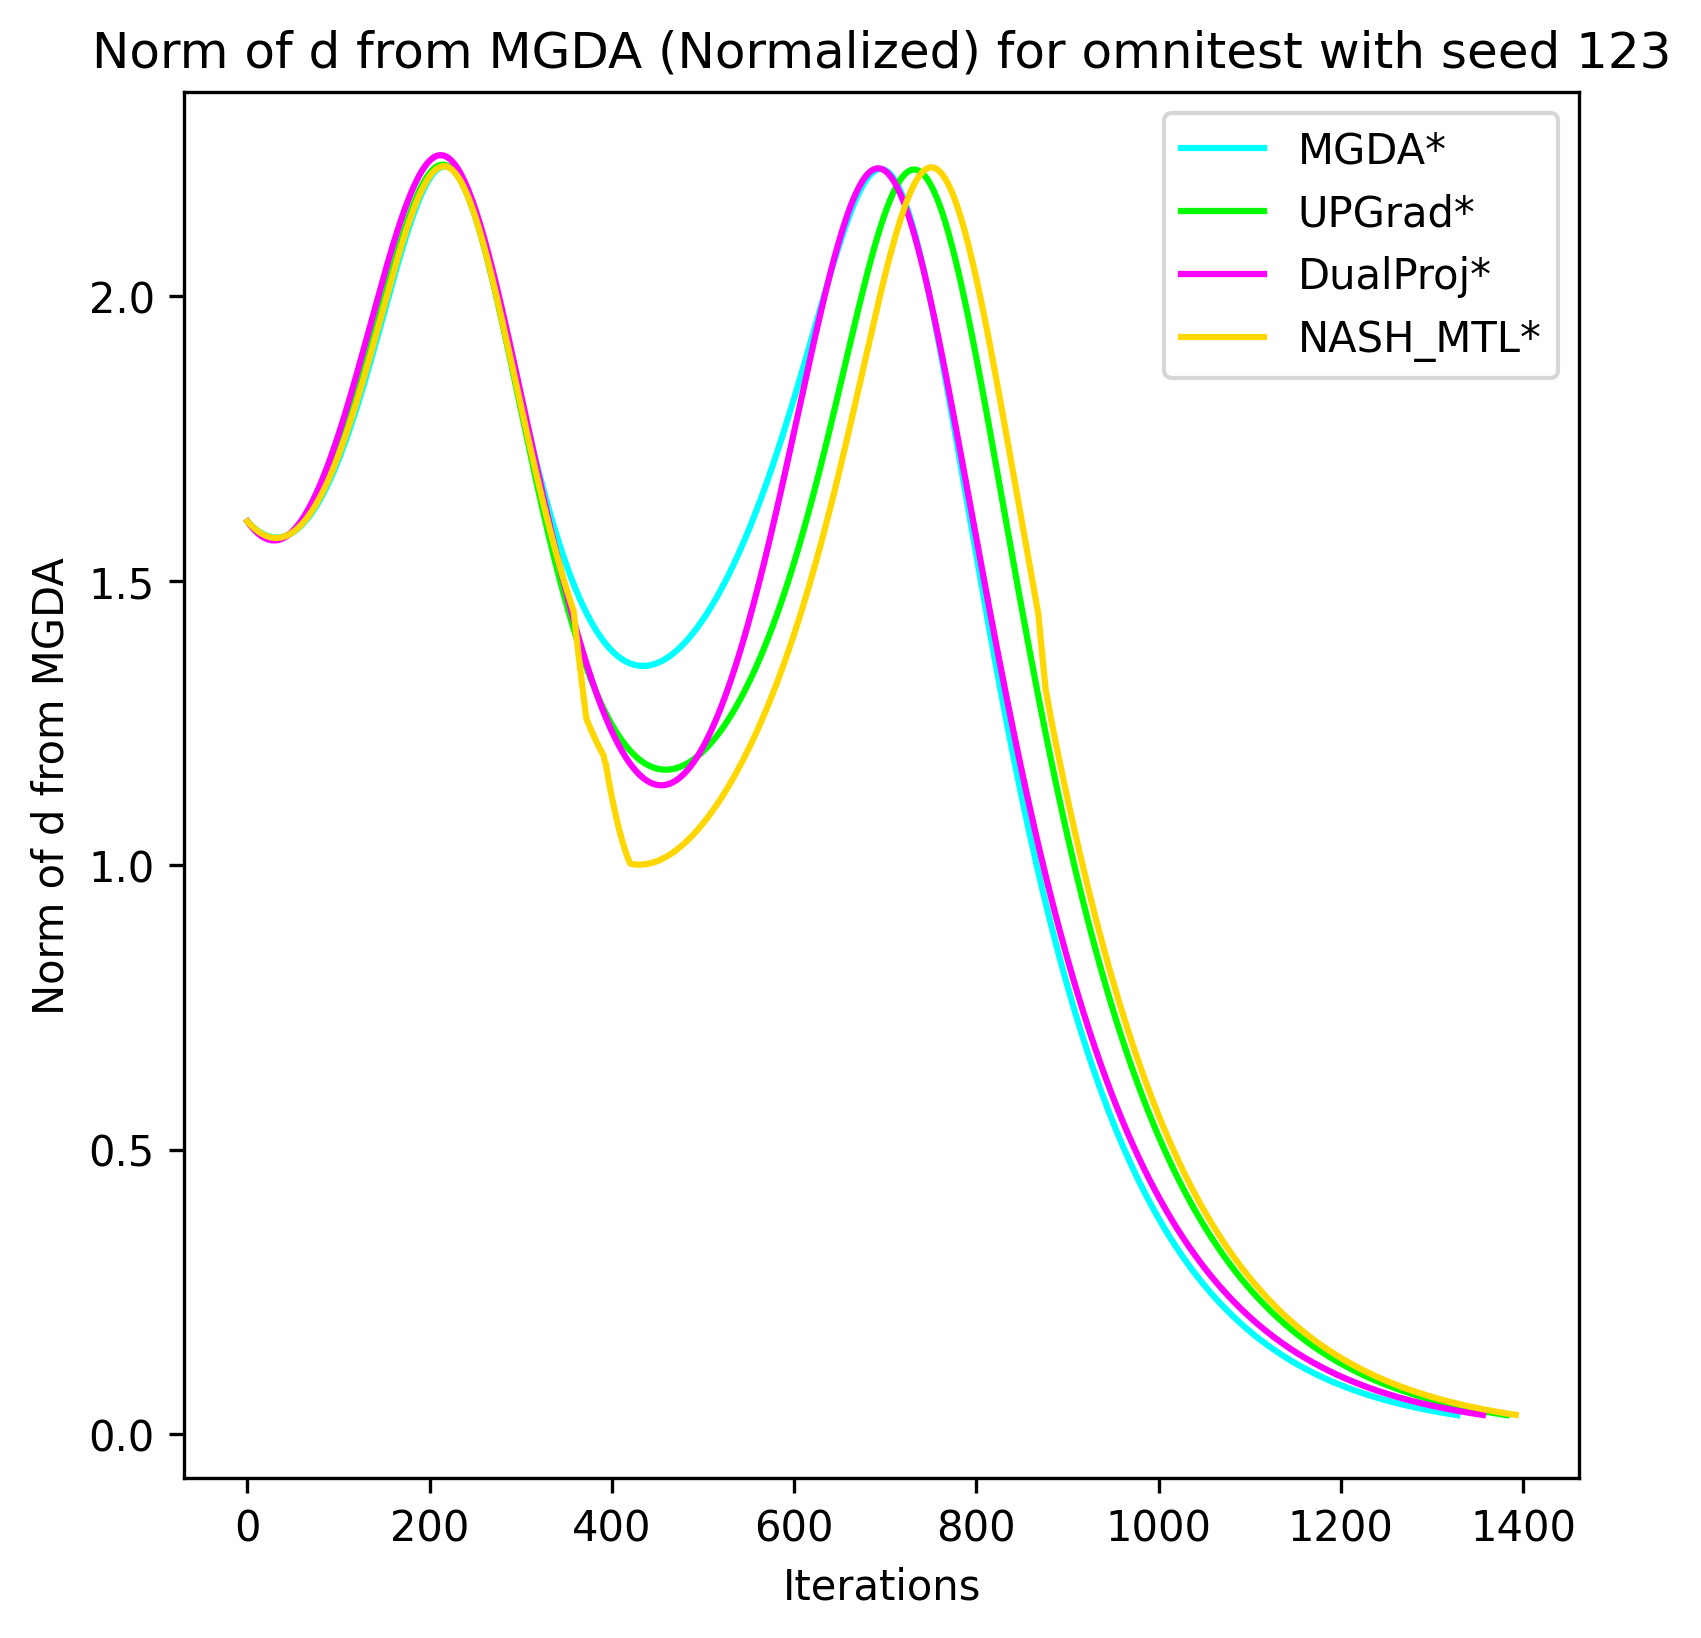 Norm of d from MGDA (Normalized) for omnitest with seed 123
MGDA*
UPGrad*
DualProj*
NASH_MTL*
Norm of d from MGDA
2.0
1.5
1.0
0.5
0.0
0 200 400 600 800 1000 1200 1400
Iterations